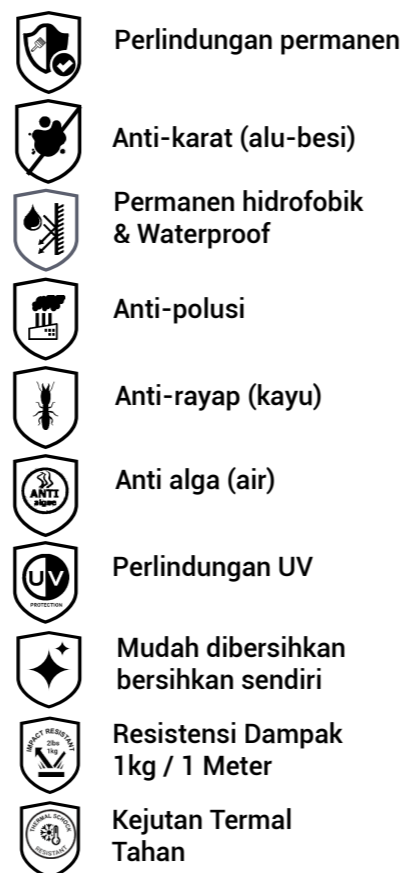 Perlindungan permanen
Anti-karat (alu-besi)
Permanen hidrofobik
& Waterproof
Anti-polusi
Anti-rayap (kayu)
ANTI
algae
Anti alga (air)
UV
PROTECTION
Perlindungan UV
Mudah dibersihkan
bersihkan sendiri
IMPACT RESISTANT
2lbs
1kg
Resistensi Dampak
1kg / 1 Meter
THERMAL SCHOCK
RESISTANT
Kejutan Termal
Tahan